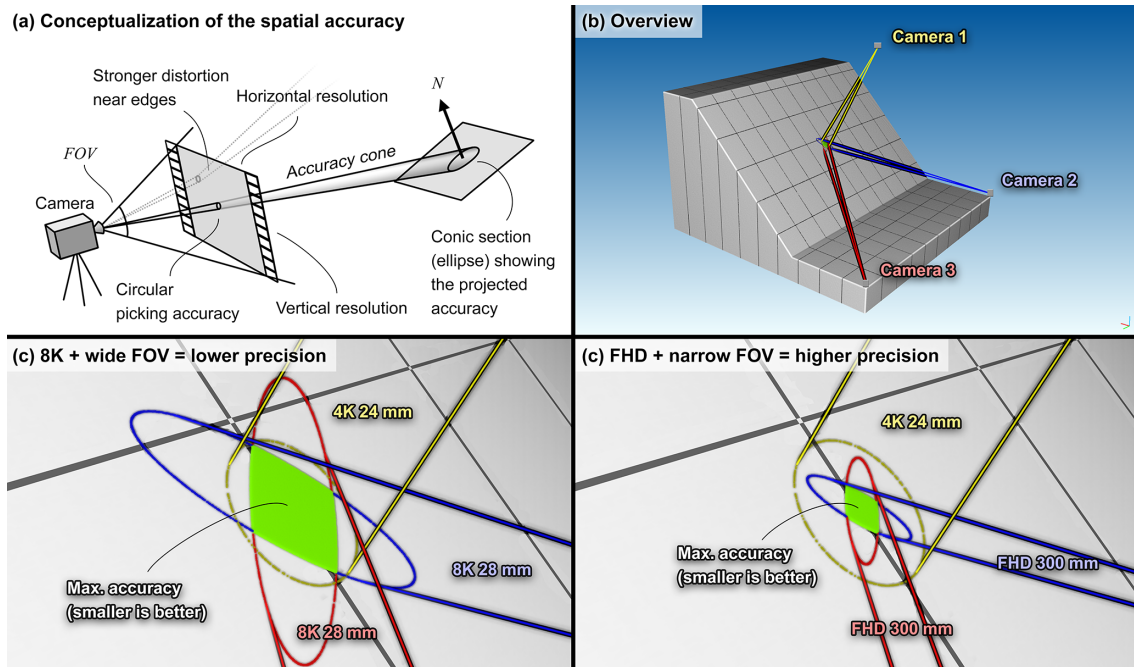 (a) Conceptualization of the spatial accuracy
Stronger distortion
near edges
Horizontal resolution
N
FOV
Accuracy cone
Camera
Circular
picking accuracy
Vertical resolution
Conic section
(ellipse) showing
the projected
accuracy
(b) Overview
Camera 1
Camera 2
Camera 3
(c) 8K + wide FOV = lower precision
4K 24 mm
8K 28 mm
Max. accuracy
(smaller is better)
8K 28 mm
(c) FHD + narrow FOV = higher precision
4K 24 mm
Max. accuracy
(smaller is better)
FHD 300 mm
FHD 300 mm